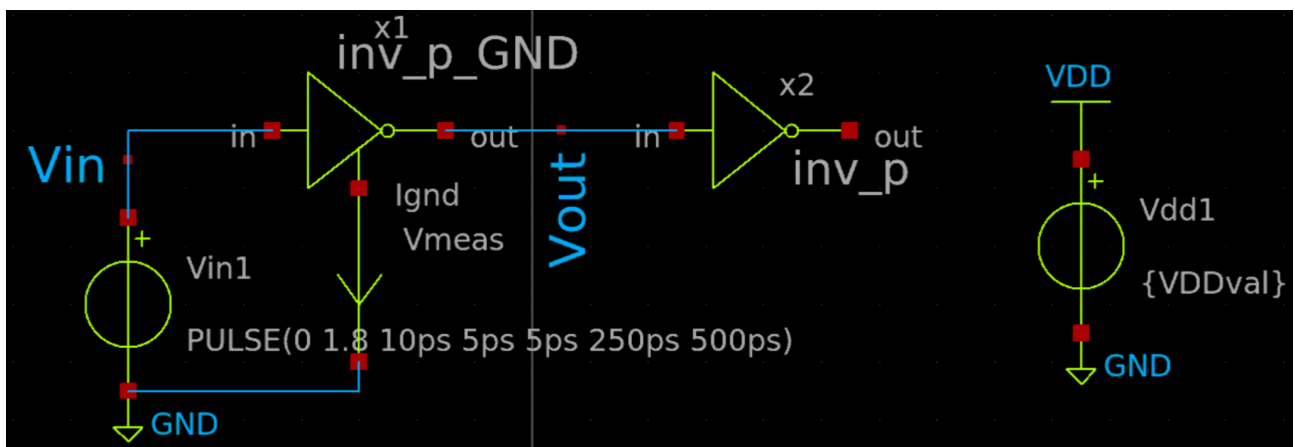 x1
inv_p_GND
in
out
Vin
+
Vin1
PULSE(0 1.8 10ps 5ps 5ps 250ps 500ps)
GND
Ignd
Vmeas
Vout
x2
in
out
inv_p
VDD
+
Vdd1
{VDDval}
GND